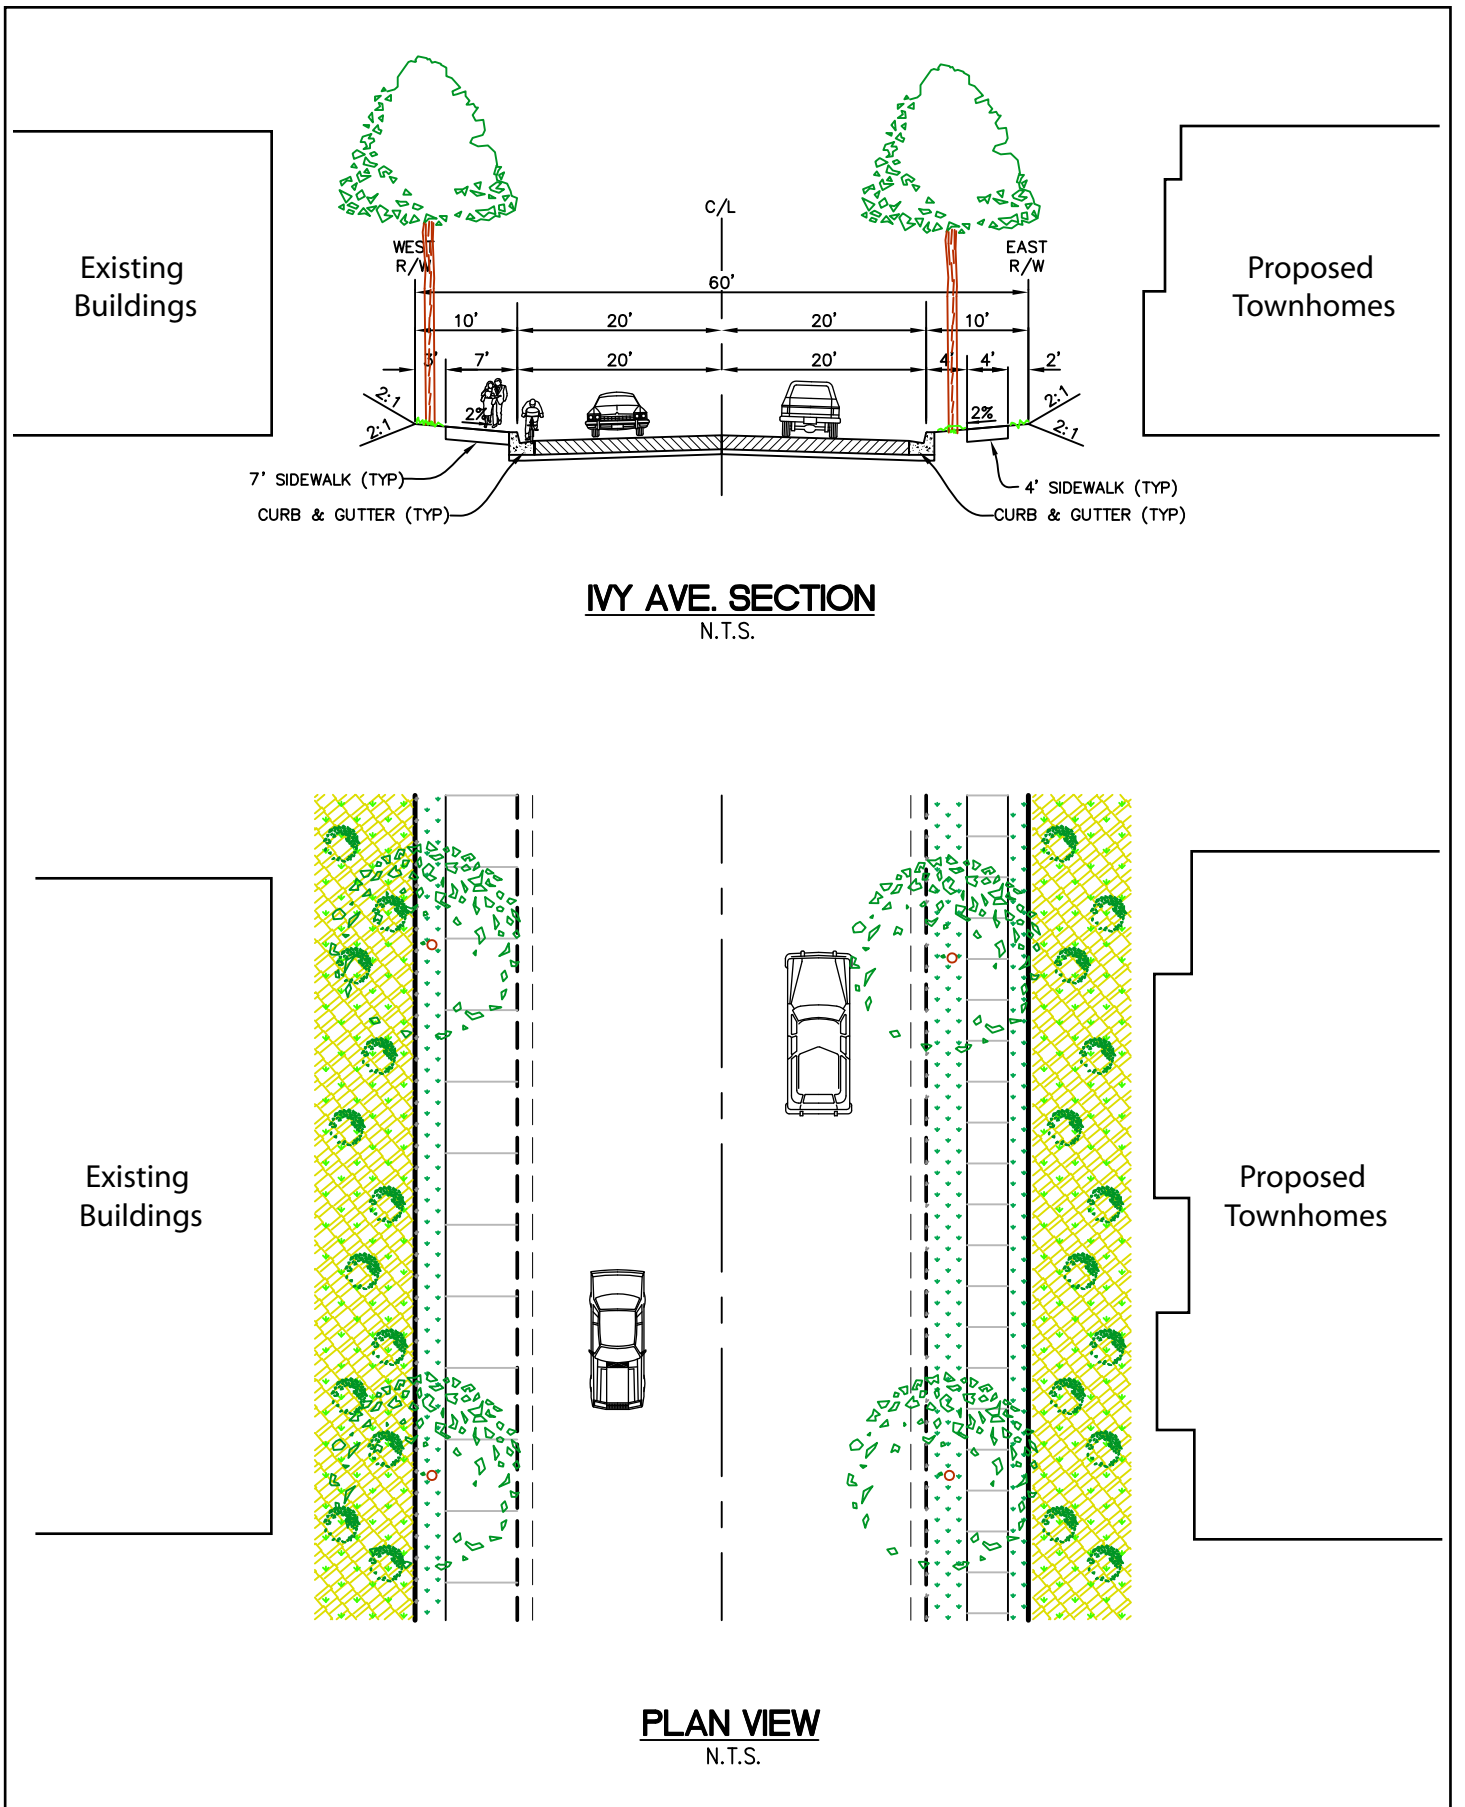 C/L
WEST
R/W
EAST
R/W
Existing
Buildings
Proposed
Townhomes
60'
10' 20' 20' 10'
3' 7' 20' 20' 4' 4' 2'
2:1 2% 2% 2:1
2:1 2:1
7' SIDEWALK (TYP) 4' SIDEWALK (TYP)
CURB & GUTTER (TYP) CURB & GUTTER (TYP)
IVY AVE. SECTION
N.T.S.
Existing
Buildings
Proposed
Townhomes
PLAN VIEW
N.T.S.